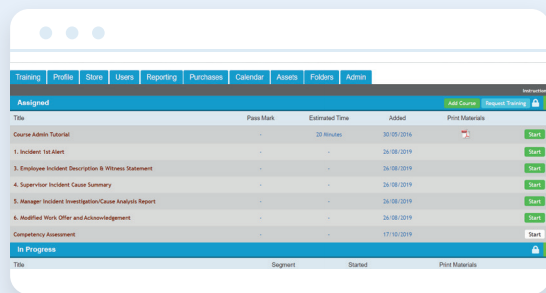 Training Profile Store Users Reporting Purchases Calendar Assets Folders Admin
Instruction
Assigned Add Course Request Training
Title Pass Mark Estimated Time Added Print Materials
Course Admin Tutorial - 20 Minutes 30/05/2016 Start
1. Incident 1st Alert - - 26/08/2019 Start
3. Employee Incident Description & Witness Statement - - 26/08/2019 Start
4. Supervisor Incident Cause Summary - - 26/08/2019 Start
5. Manager Incident Investigation/Cause Analysis Report - - 26/08/2019 Start
6. Modified Work Offer and Acknowledgement - - 26/08/2019 Start
Competency Assessment - - 17/10/2019 Start
In Progress
Title Segment Started Print Materials